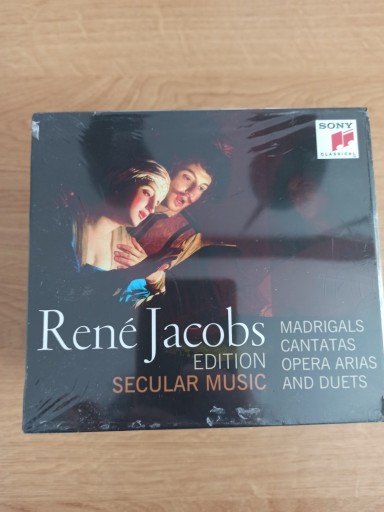 SONY
CLASSICAL
René Jacobs
EDITION
SECULAR MUSIC
MADRIGALS
CANTATAS
OPERA ARIAS
AND DUETS